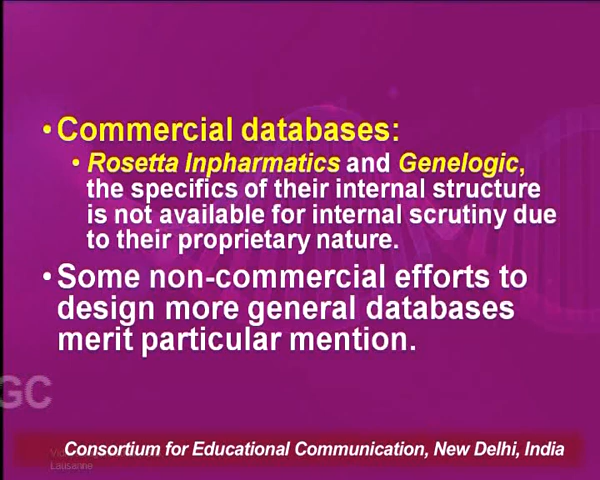 • Commercial databases:
• Rosetta Inpharmatics and Genelogic,
the specifics of their internal structure
is not available for internal scrutiny due
to their proprietary nature.
• Some non-commercial efforts to
design more general databases
merit particular mention.
GC
Consortium for Educational Communication, New Delhi, India
Lausanne